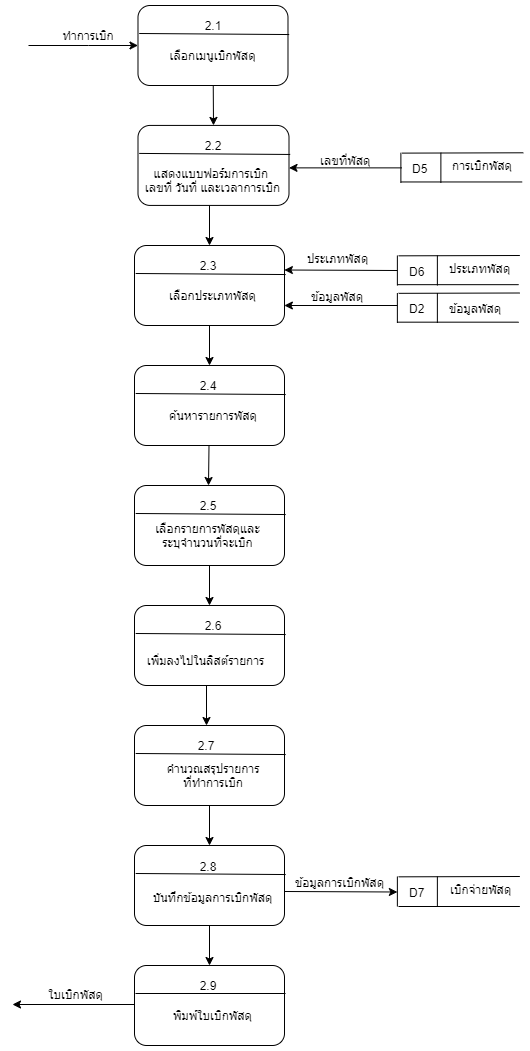 2.1
ทำการเบิก
เลือกเมนูเบิกพัสดุ
2.2
แสดงแบบฟอร์มการเบิก
เลขที่ วันที่ และเวลาการเบิก
เลขที่พัสดุ
D5
การเบิกพัสดุ
2.3
เลือกประเภทพัสดุ
ประเภทพัสดุ
D6
ประเภทพัสดุ
ข้อมูลพัสดุ
D2
ข้อมูลพัสดุ
2.4
ค้นหารายการพัสดุ
2.5
เลือกรายการพัสดุและ
ระบุจำนวนที่จะเบิก
2.6
เพิ่มลงไปในลิสต์รายการ
2.7
คำนวณสรุปรายการ
ที่ทำการเบิก
2.8
บันทึกข้อมูลการเบิกพัสดุ
ข้อมูลการเบิกพัสดุ
D7
เบิกจ่ายพัสดุ
2.9
พิมพ์ใบเบิกพัสดุ
ใบเบิกพัสดุ